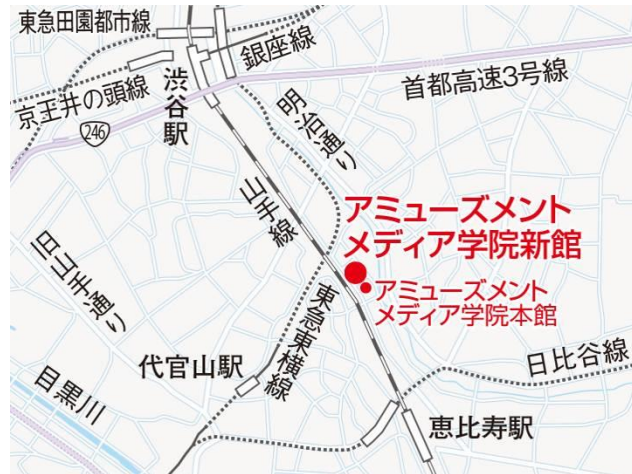 東急田園都市線
銀座線
京王井の頭線
246
渋谷駅
首都高速3号線
明治通り
山手線
アミューズメント
メディア学院新館
アミューズメント
メディア学院本館
旧山手通り
東急東横線
代官山駅
日比谷線
目黒川
恵比寿駅